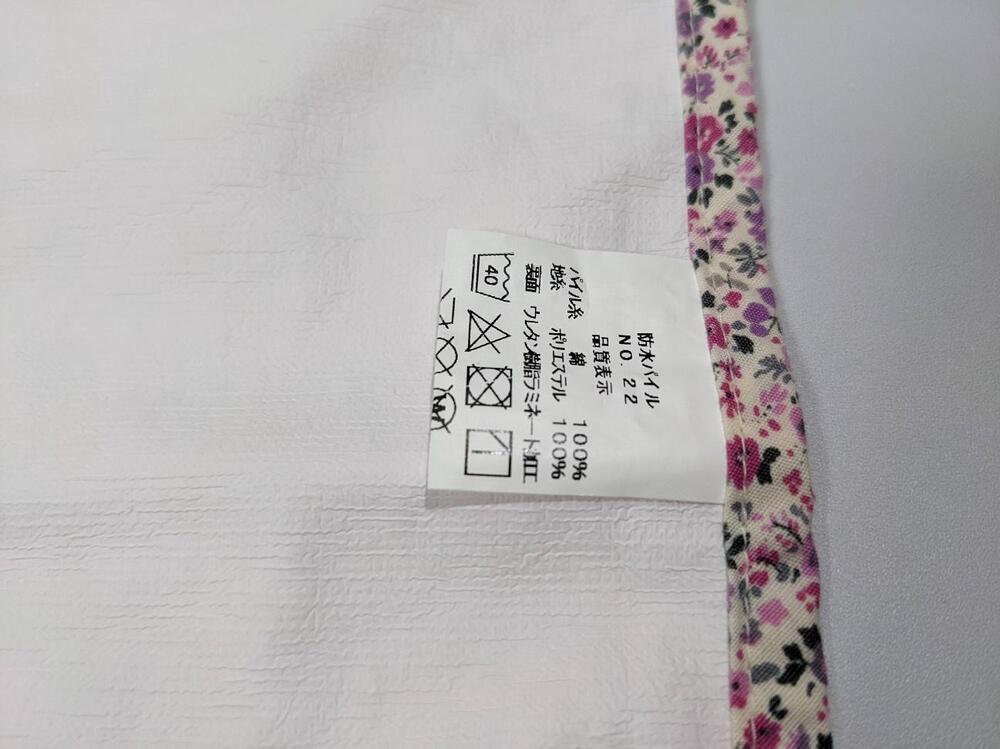 防水パイル
NO. 22
品質表示
パイル糸 綿 100%
地糸 ポリエステル 100%
裏面 ウレタン樹脂ラミネート加工
40